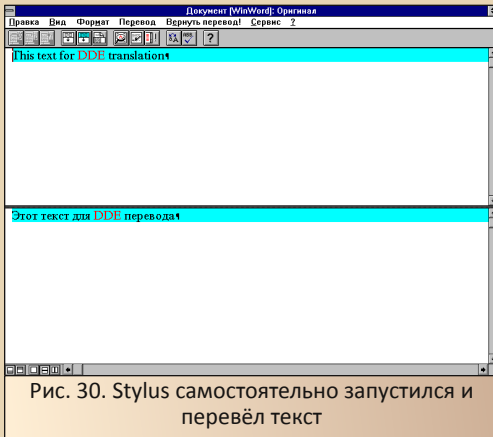 Документ [WinWord]: Оригинал
Правка Вид Формат Перевод Вернуть перевод! Сервис ?
This text for DDE translation¶
Этот текст для DDE перевода¶
Рис. 30. Stylus самостоятельно запустился и
перевёл текст